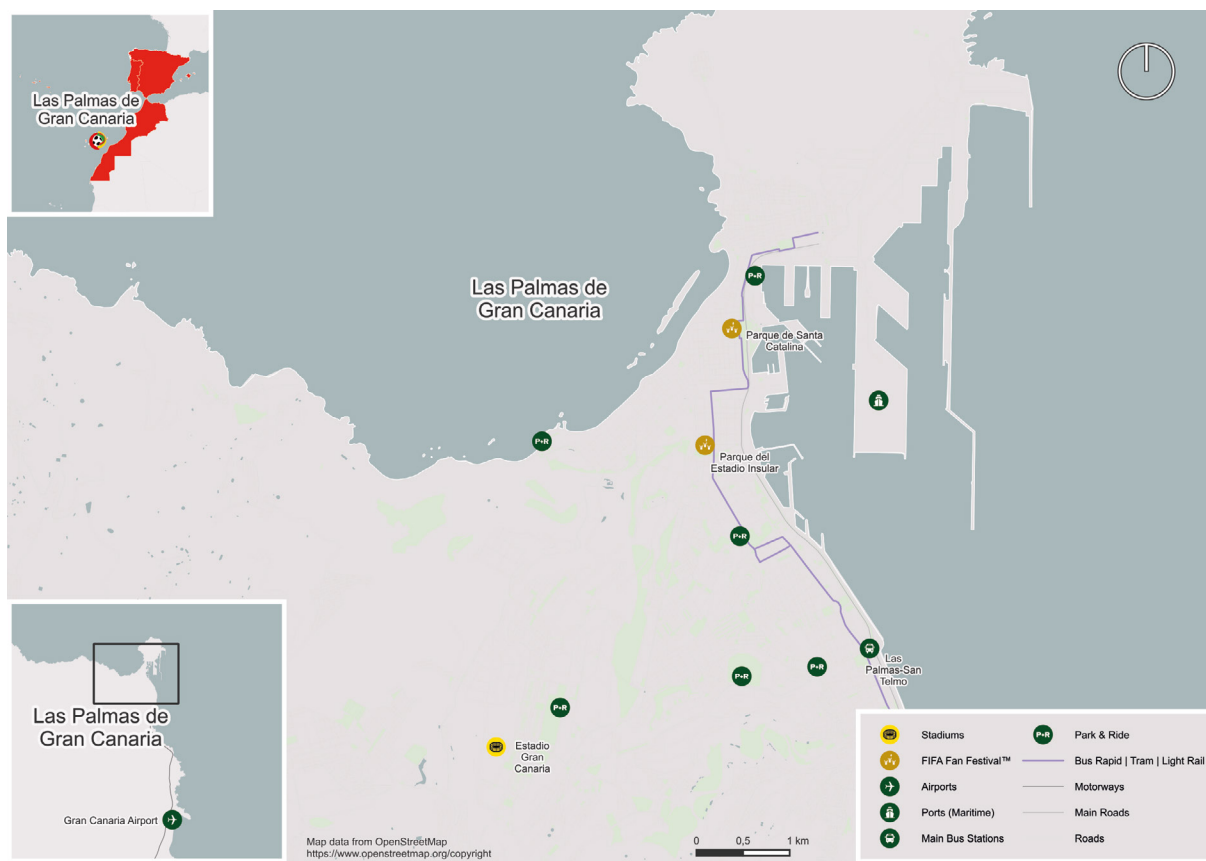 Las Palmas de
Gran Canaria
Las Palmas de
Gran Canaria
P+R
Parque de Santa
Catalina
P+R
Parque del
Estadio Insular
P+R
Las
Palmas-San
Telmo
P+R
P+R
P+R
Estadio
Gran
Canaria
Las Palmas de
Gran Canaria
Gran Canaria Airport
Map data from OpenStreetMap
https://www.openstreetmap.org/copyright
0 0,5 1 km
Stadiums
FIFA Fan Festival™
Airports
Ports (Maritime)
Main Bus Stations
P+R Park & Ride
Bus Rapid | Tram | Light Rail
Motorways
Main Roads
Roads